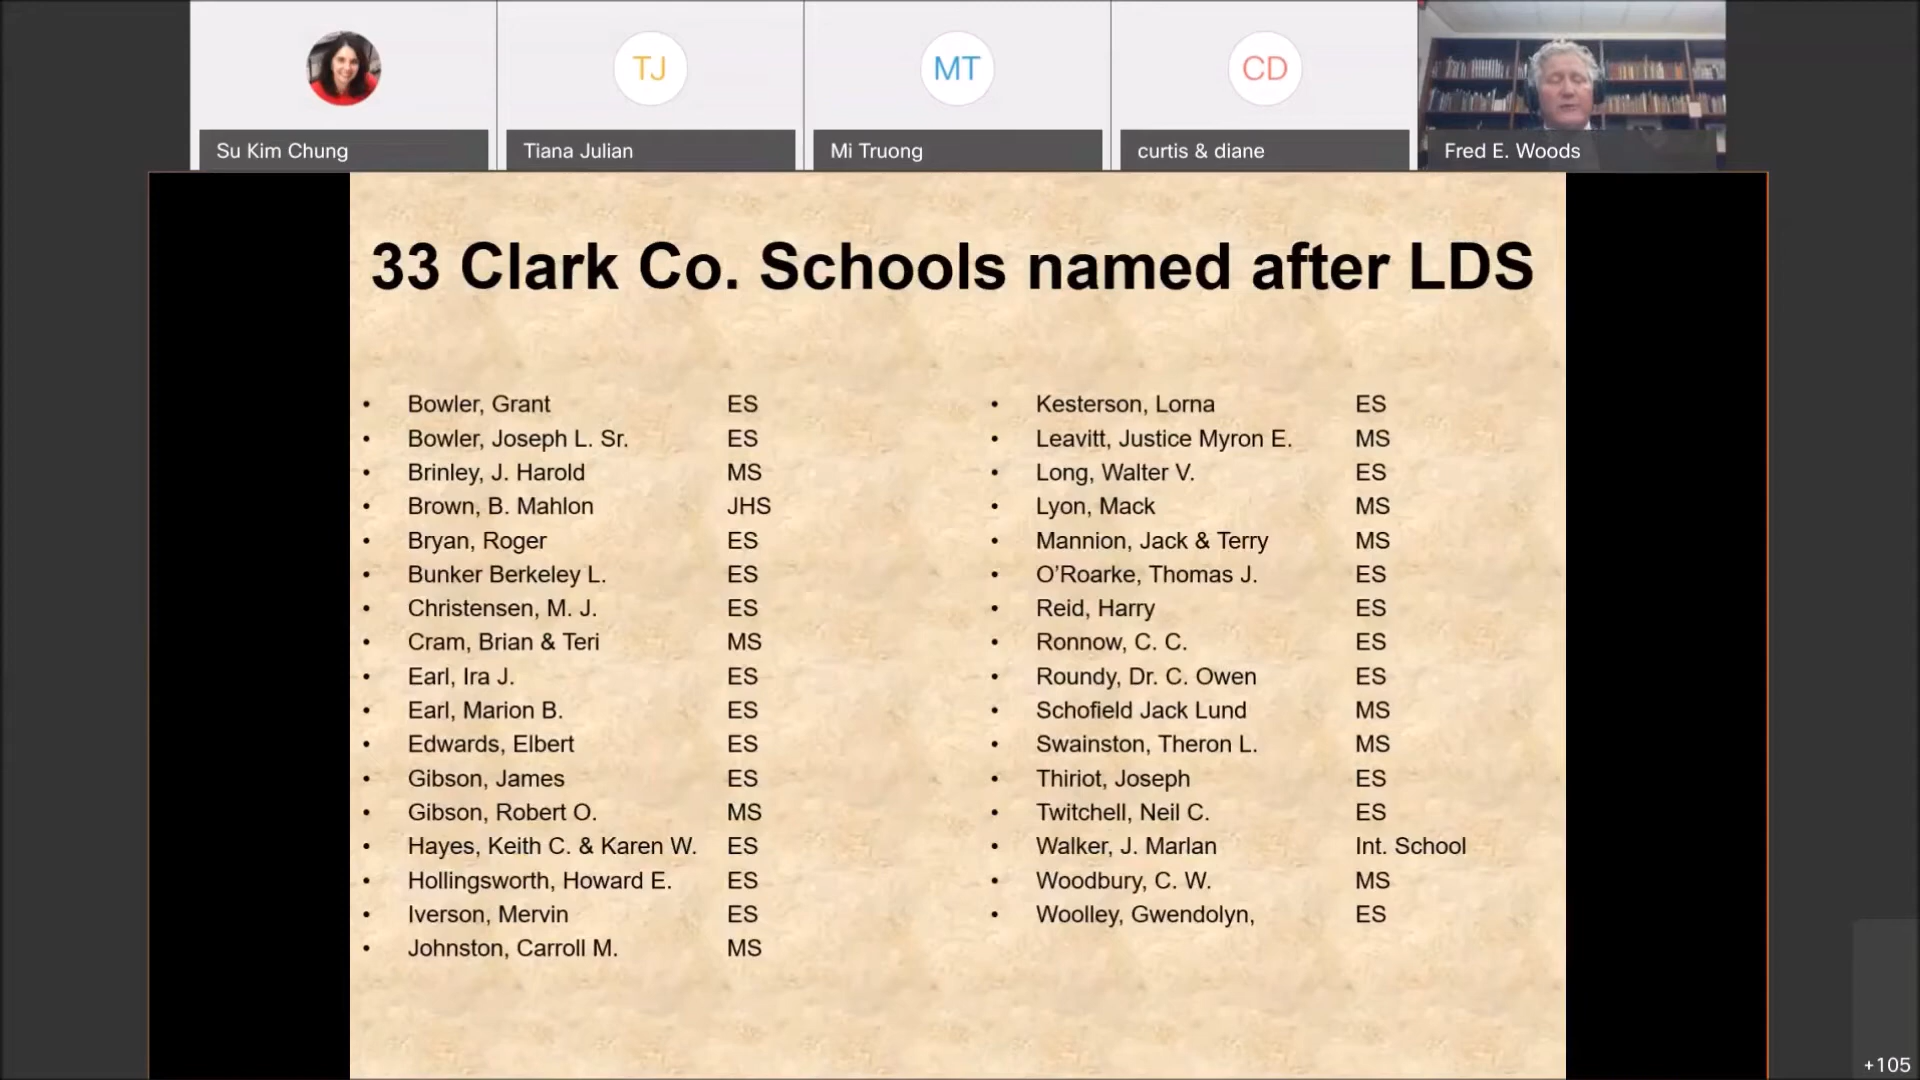 TJ
MT
CD
Su Kim Chung
Tiana Julian
Mi Truong
curtis & diane
Fred E. Woods
33 Clark Co. Schools named after LDS
• Bowler, Grant ES
• Bowler, Joseph L. Sr. ES
• Brinley, J. Harold MS
• Brown, B. Mahlon JHS
• Bryan, Roger ES
• Bunker Berkeley L. ES
• Christensen, M. J. ES
• Cram, Brian & Teri MS
• Earl, Ira J. ES
• Earl, Marion B. ES
• Edwards, Elbert ES
• Gibson, James ES
• Gibson, Robert O. MS
• Hayes, Keith C. & Karen W. ES
• Hollingsworth, Howard E. ES
• Iverson, Mervin ES
• Johnston, Carroll M. MS
• Kesterson, Lorna ES
• Leavitt, Justice Myron E. MS
• Long, Walter V. ES
• Lyon, Mack MS
• Mannion, Jack & Terry MS
• O’Roarke, Thomas J. ES
• Reid, Harry ES
• Ronnow, C. C. ES
• Roundy, Dr. C. Owen ES
• Schofield Jack Lund MS
• Swainston, Theron L. MS
• Thiriot, Joseph ES
• Twitchell, Neil C. ES
• Walker, J. Marlan Int. School
• Woodbury, C. W. MS
• Woolley, Gwendolyn, ES
+105